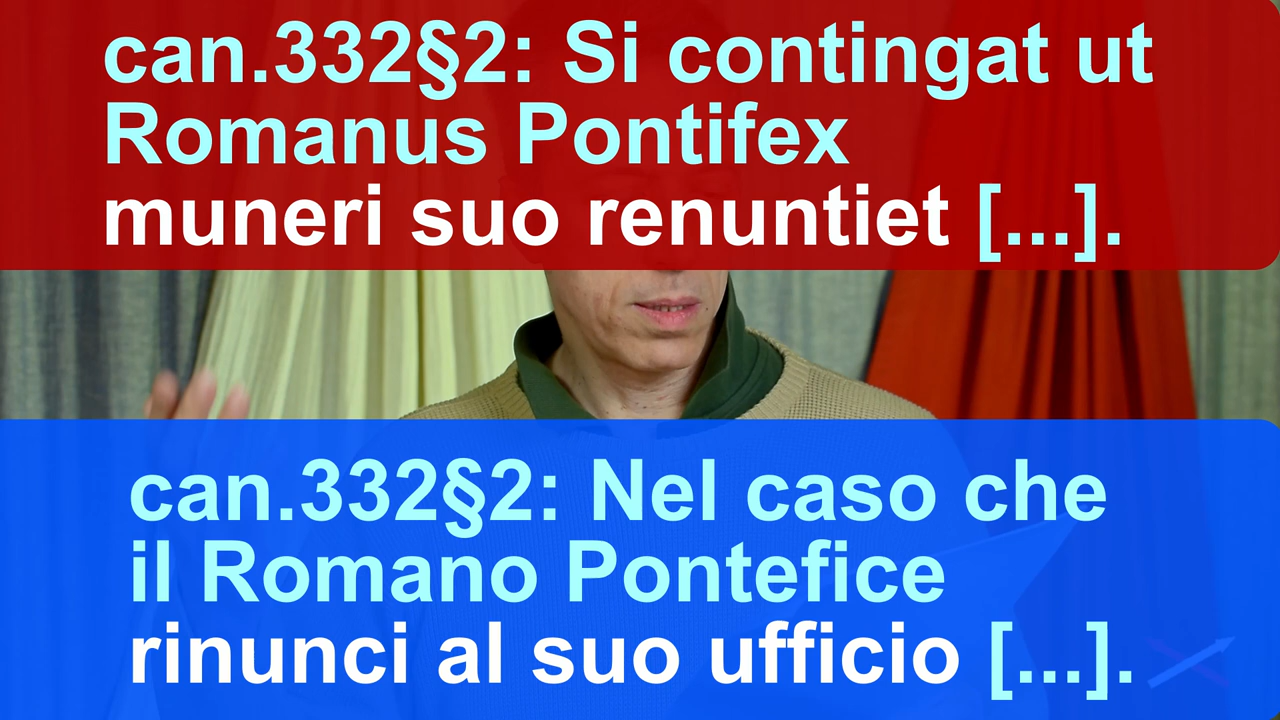 can.332§2: Si contingat ut
Romanus Pontifex
muneri suo renuntiet [...].
can.332§2: Nel caso che
il Romano Pontefice
rinunci al suo ufficio [...].